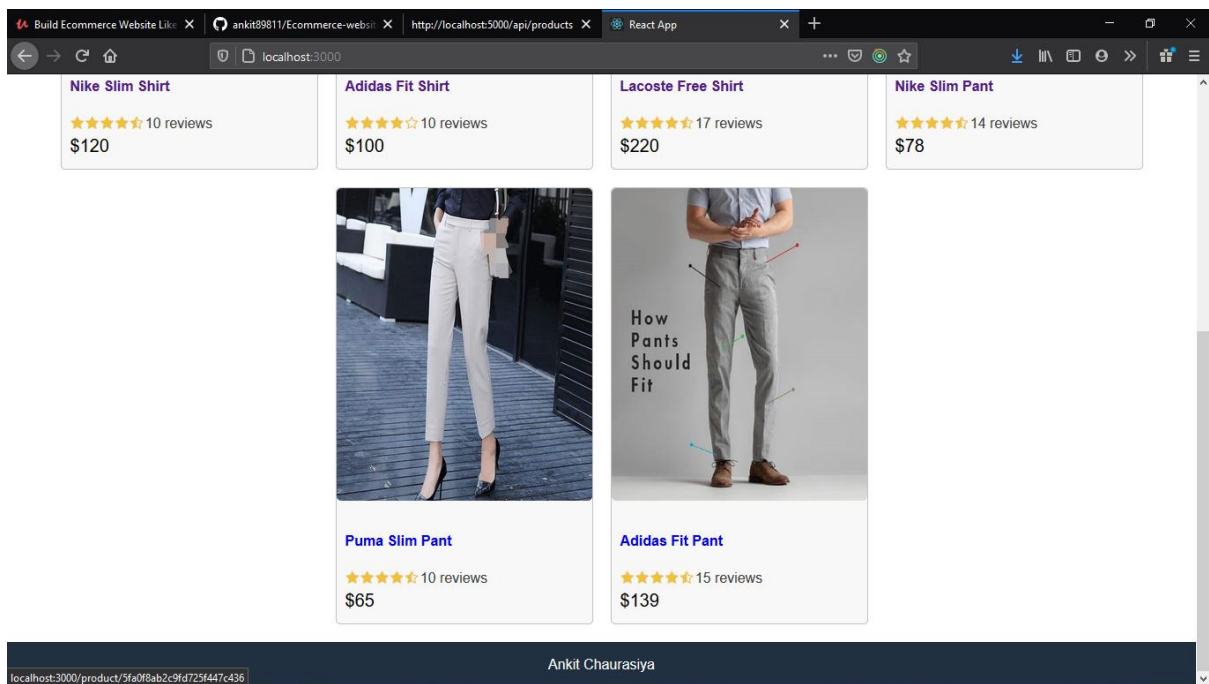 Build Ecommerce Website Like
ankit89811/Ecommerce-websit
http://localhost:5000/api/products
React App
localhost:3000
Nike Slim Shirt
10 reviews
$120
Adidas Fit Shirt
10 reviews
$100
Lacoste Free Shirt
17 reviews
$220
Nike Slim Pant
14 reviews
$78
How
Pants
Should
Fit
Puma Slim Pant
10 reviews
$65
Adidas Fit Pant
15 reviews
$139
Ankit Chaurasiya
localhost:3000/product/5fa0f8ab2c9fd725f447c436